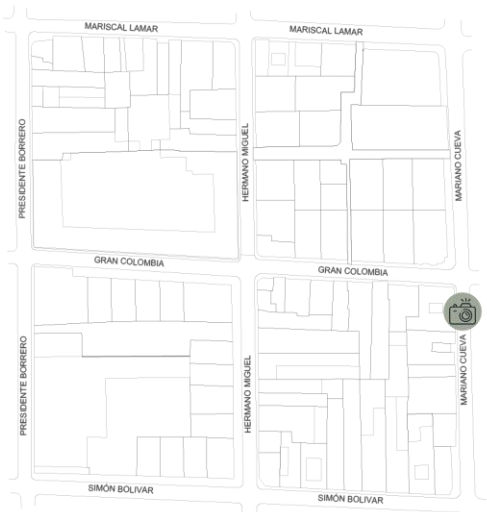 MARISCAL LAMAR
MARISCAL LAMAR
PRESIDENTE BORRERO
HERMANO MIGUEL
MARIANO CUEVA
GRAN COLOMBIA
GRAN COLOMBIA
PRESIDENTE BORRERO
HERMANO MIGUEL
MARIANO CUEVA
SIMÓN BOLIVAR
SIMÓN BOLIVAR